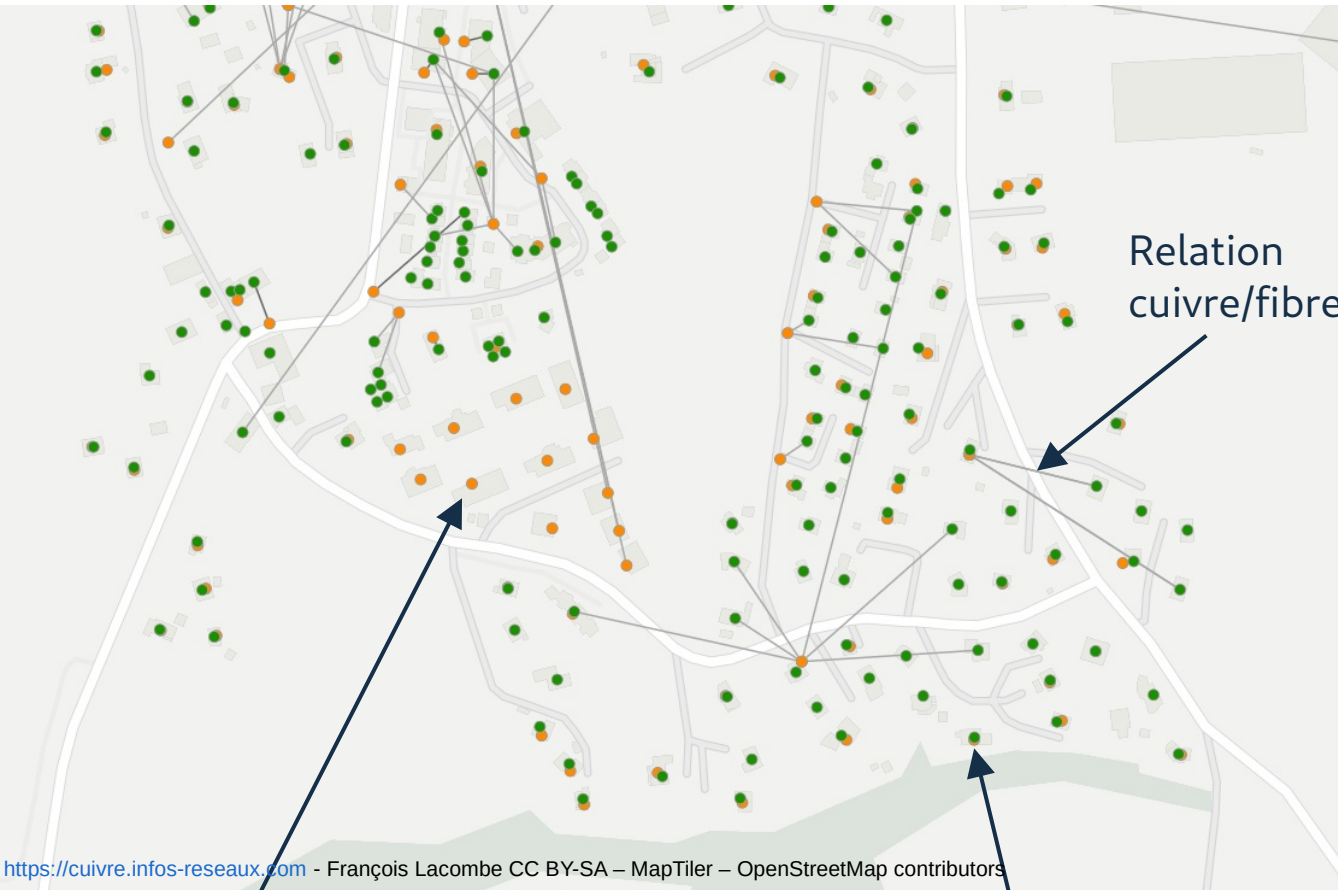 Relation
cuivre/fibre
https://cuivre.infos-reseaux.com - François Lacombe CC BY-SA – MapTiler – OpenStreetMap contributors